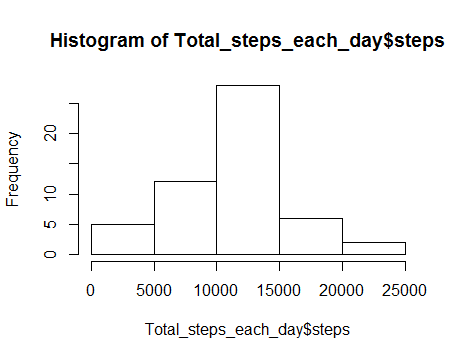 Histogram of Total_steps_each_day$steps
Frequency
20
10
5
0
0 5000 10000 15000 20000 25000
Total_steps_each_day$steps